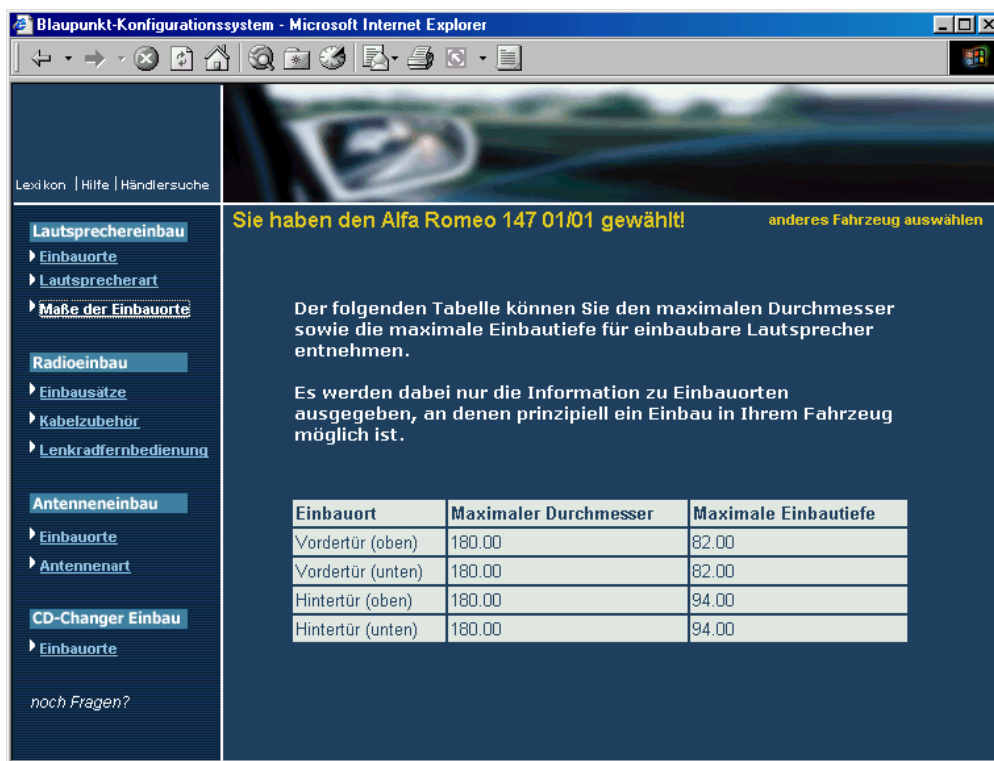 Blaupunkt-Konfigurationssystem - Microsoft Internet Explorer
Lexikon | Hilfe | Händlersuche
Sie haben den Alfa Romeo 147 01/01 gewählt!
anderes Fahrzeug auswählen
Lautsprechereinbau
Einbauorte
Lautsprecherart
Maße der Einbauorte
Radioeinbau
Einbausätze
Kabelzubehör
Lenkradfernbedienung
Antenneneinbau
Einbauorte
Antennenart
CD-Changer Einbau
Einbauorte
noch Fragen?
Der folgenden Tabelle können Sie den maximalen Durchmesser
sowie die maximale Einbautiefe für einbaubare Lautsprecher
entnehmen.
Es werden dabei nur die Information zu Einbauorten
ausgegeben, an denen prinzipiell ein Einbau in Ihrem Fahrzeug
möglich ist.
Einbauort Maximaler Durchmesser Maximale Einbautiefe
Vordertür (oben) 180.00 82.00
Vordertür (unten) 180.00 82.00
Hintertür (oben) 180.00 94.00
Hintertür (unten) 180.00 94.00